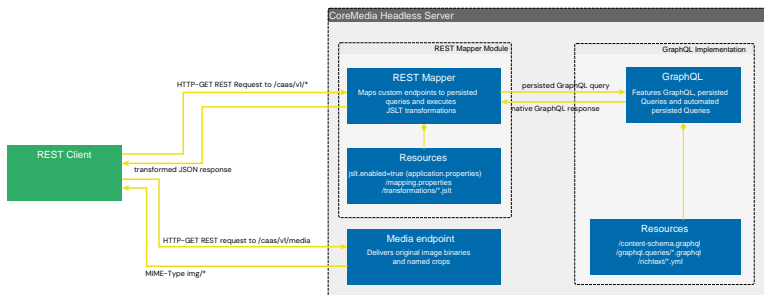 CoreMedia Headless Server
REST Mapper Module
GraphQL Implementation
HTTP-GET REST Request to /caas/v1/*
REST Mapper
Maps custom endpoints to persisted
queries and executes
JSLT transformations
persisted GraphQL query
native GraphQL response
GraphQL
Features GraphQL, persisted
Queries and automated
persisted Queries
REST Client
transformed JSON response
Resources
jslt.enabled=true (application.properties)
/mapping.properties
/transformations/*.jslt
HTTP-GET REST request to /caas/v1/media
MIME-Type img/*
Media endpoint
Delivers original image binaries
and named crops
Resources
/content-schema.graphql
/graphql.queries/*.graphql
/richtext/*.yml